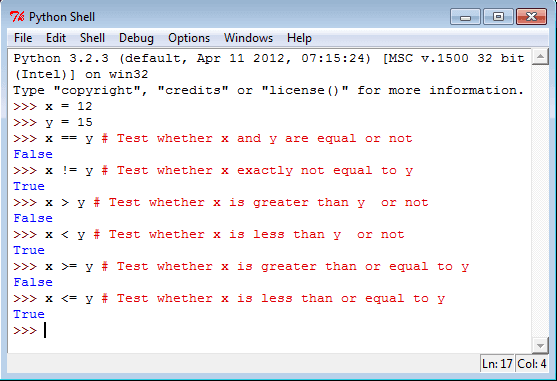 Python Shell
File Edit Shell Debug Options Windows Help
Python 3.2.3 (default, Apr 11 2012, 07:15:24) [MSC v.1500 32 bit
(Intel)] on win32
Type "copyright", "credits" or "license()" for more information.
>>> x = 12
>>> y = 15
>>> x == y # Test whether x and y are equal or not
False
>>> x != y # Test whether x exactly not equal to y
True
>>> x > y # Test whether x is greater than y  or not
False
>>> x < y # Test whether x is less than y  or not
True
>>> x >= y # Test whether x is greater than or equal to y
False
>>> x <= y # Test whether x is less than or equal to y
True
>>>
Ln: 17 Col: 4